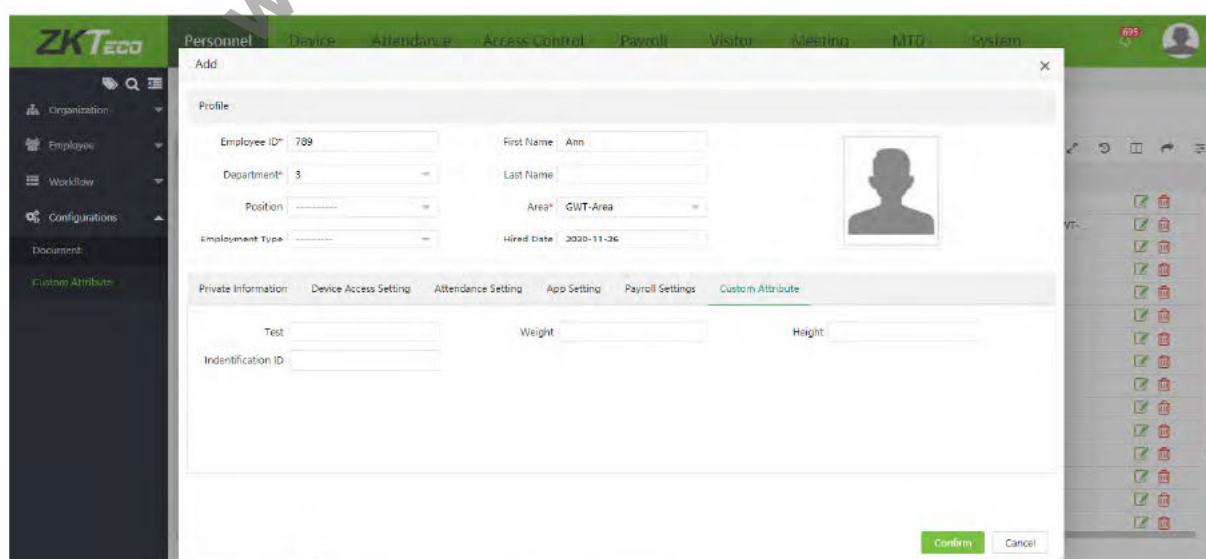 ZKTECO
Personnel Device Attendance Access Control Payroll Visitor Meeting MTD System 695
Add
Profile
Organization
Employee
Workflow
Configurations
Document
Custom Attribute
Employee ID* 789 First Name Ann
Department* 3 Last Name
Position ---------- Area* GWT-Area
Employment Type ---------- Hired Date 2020-11-26
Private Information Device Access Setting Attendance Setting App Setting Payroll Settings Custom Attribute
Test Weight Height
Indentification ID
Confirm Cancel